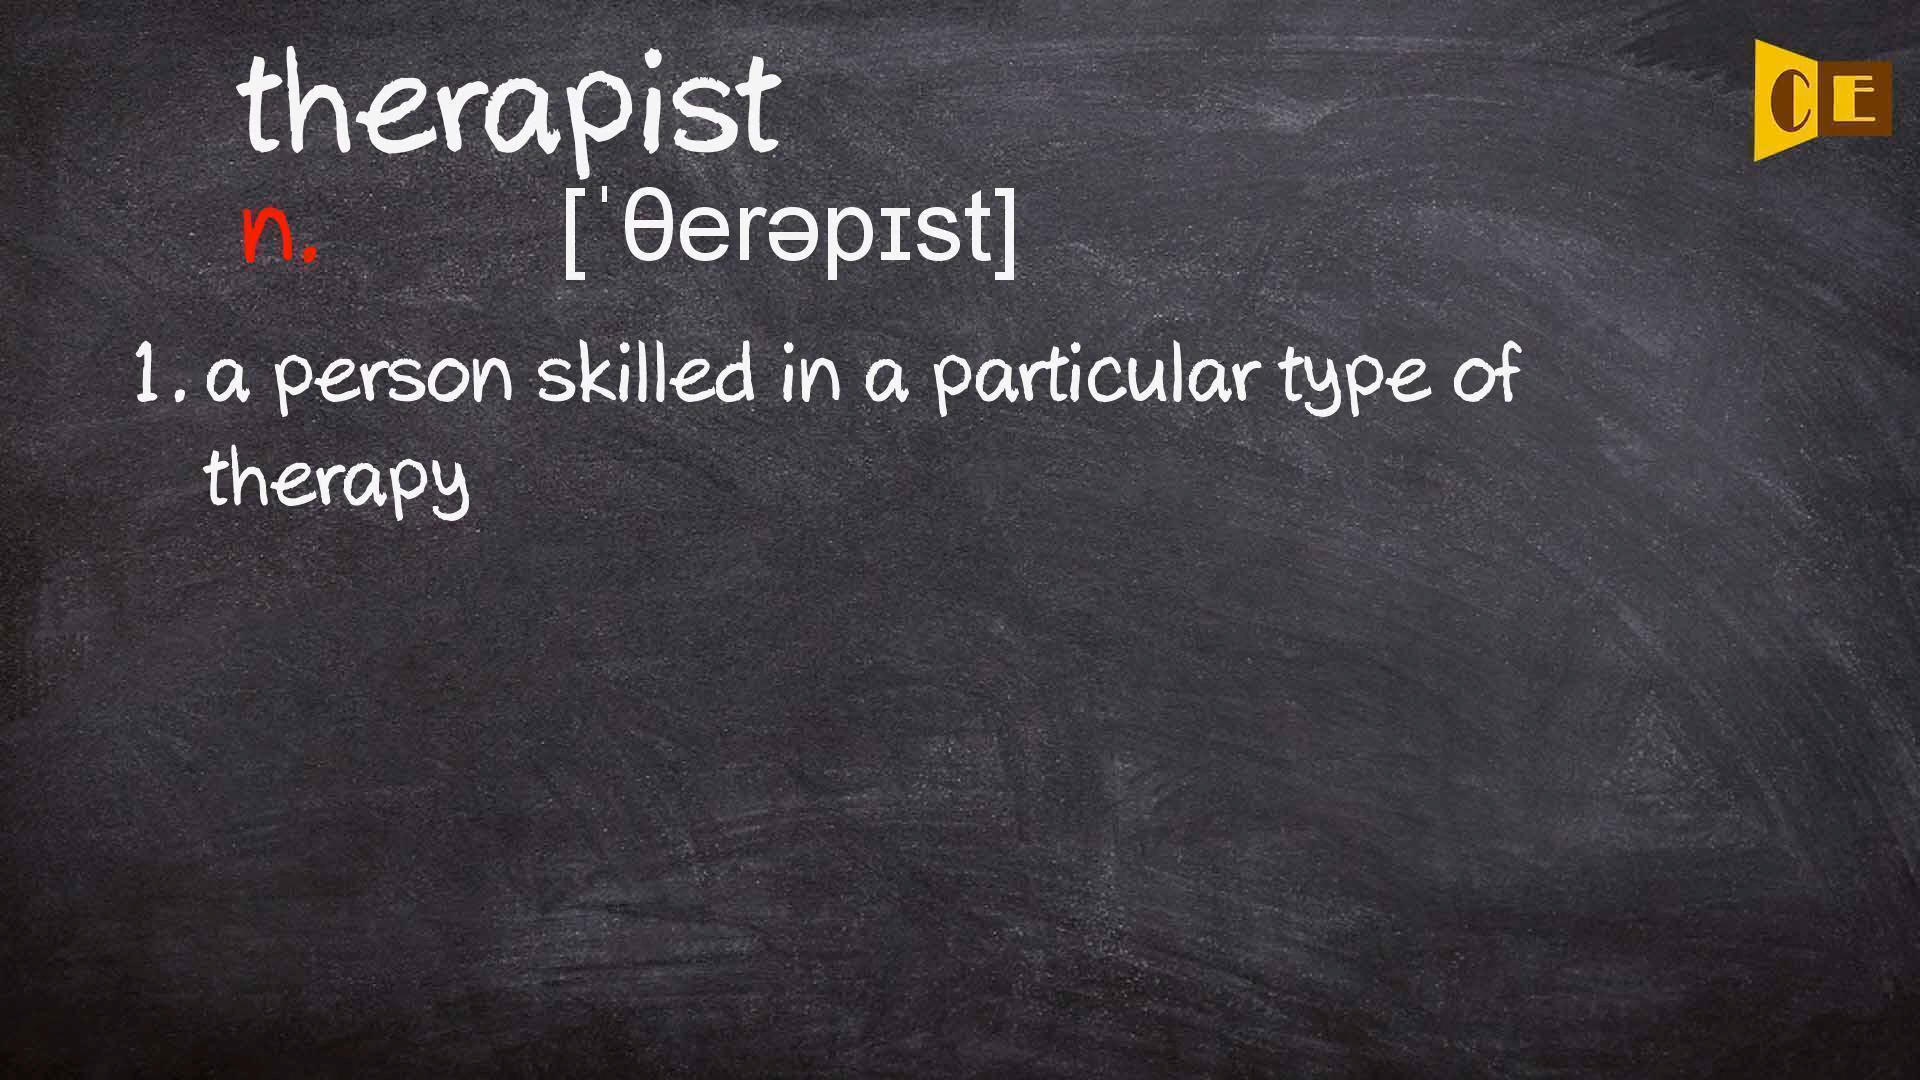 therapist
CE
n. [ˈθerəpɪst]
1. a person skilled in a particular type of
therapy